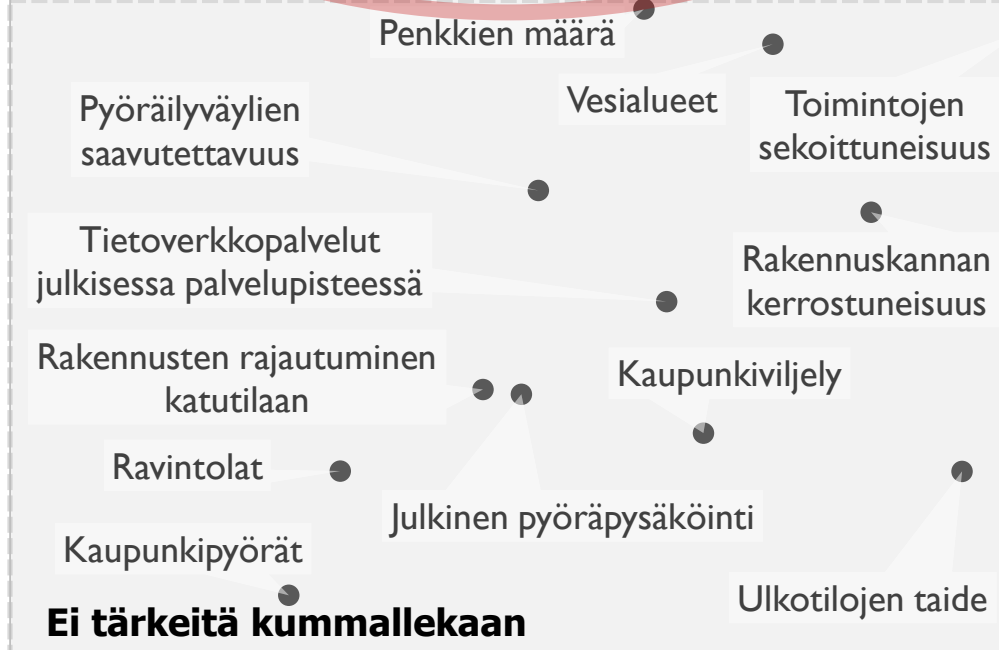 Penkkien määrä
Vesialueet
Pyöräilyväylien
saavutettavuus
Toimintojen
sekoittuneisuus
Tietoverkkopalvelut
julkisessa palvelupisteessä
Rakennuskannan
kerrostuneisuus
Rakennusten rajautuminen
katutilaan
Kaupunkiviljely
Ravintolat
Julkinen pyöräpysäköinti
Kaupunkipyörät
Ulkotilojen taide
Ei tärkeitä kummallekaan